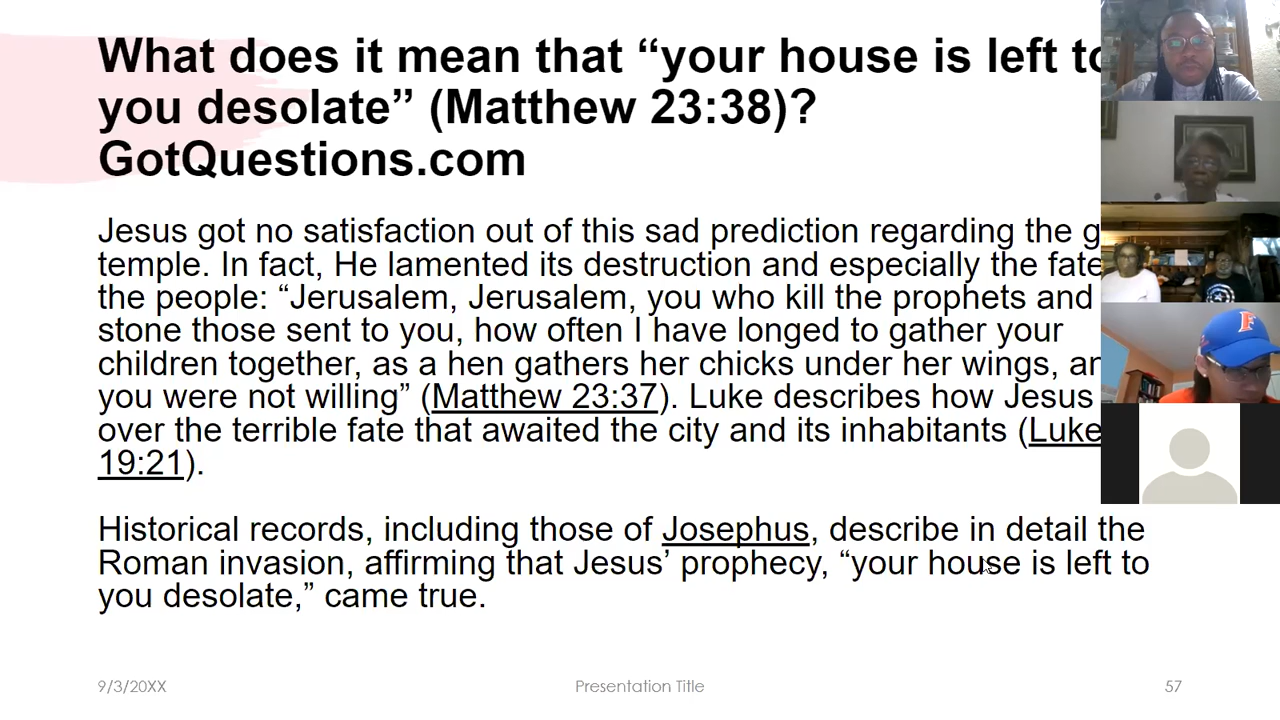 What does it mean that “your house is left to
you desolate” (Matthew 23:38)?
GotQuestions.com
Jesus got no satisfaction out of this sad prediction regarding the g
temple. In fact, He lamented its destruction and especially the fate
the people: “Jerusalem, Jerusalem, you who kill the prophets and
stone those sent to you, how often I have longed to gather your
children together, as a hen gathers her chicks under her wings, an
you were not willing” (Matthew 23:37). Luke describes how Jesus
over the terrible fate that awaited the city and its inhabitants (Luke
19:21).
Historical records, including those of Josephus, describe in detail the
Roman invasion, affirming that Jesus’ prophecy, “your house is left to
you desolate,” came true.
9/3/20XX
Presentation Title
57
F